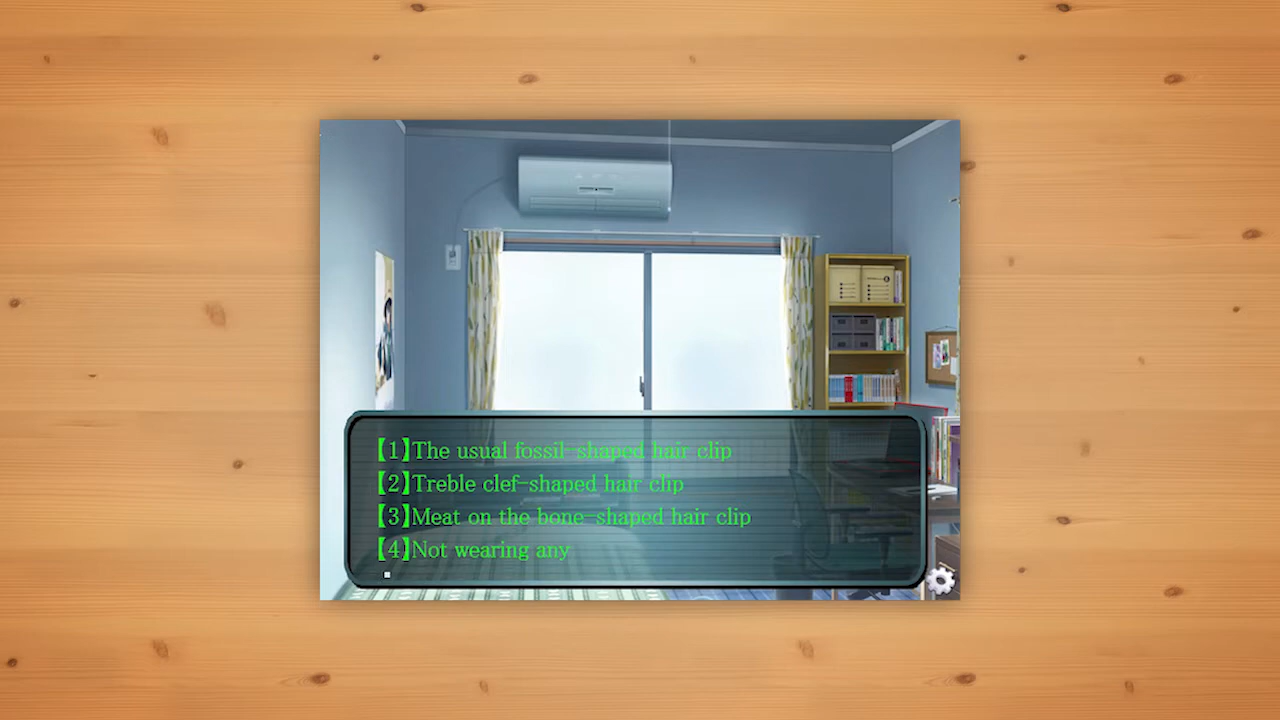 【1】The usual fossil-shaped hair clip
【2】Treble clef-shaped hair clip
【3】Meat on the bone-shaped hair clip
【4】Not wearing any